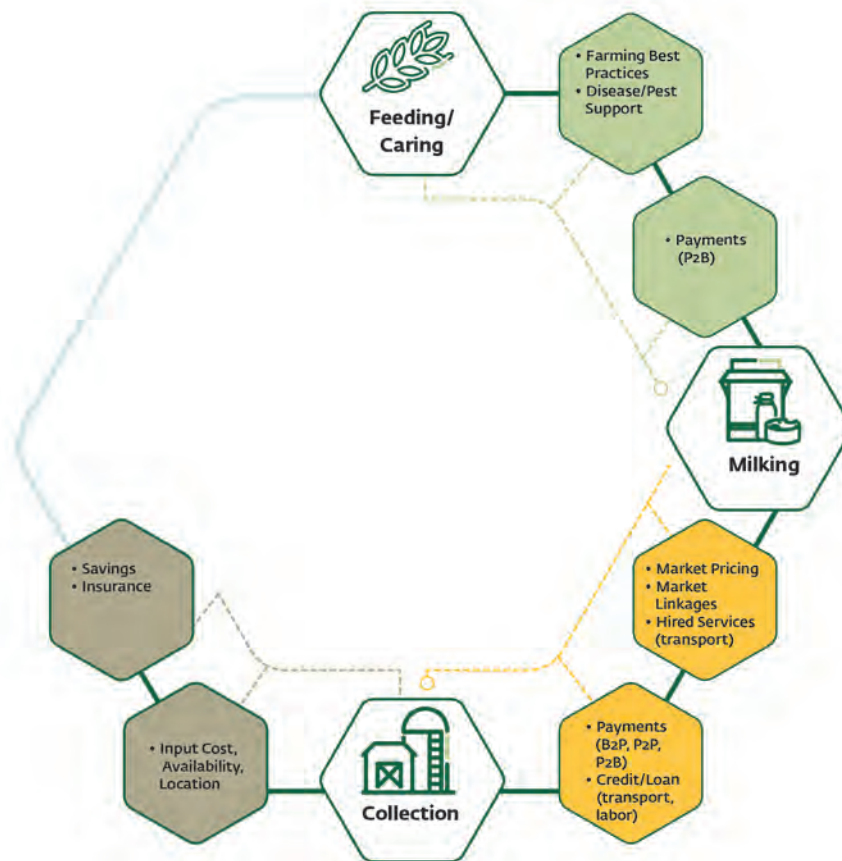 Feeding/
Caring
• Farming Best
Practices
• Disease/Pest
Support
• Payments
(P2B)
Milking
• Market Pricing
• Market
Linkages
• Hired Services
(transport)
• Payments
(B2P, P2P,
P2B)
• Credit/Loan
(transport,
labor)
Collection
• Input Cost,
Availability,
Location
• Savings
• Insurance